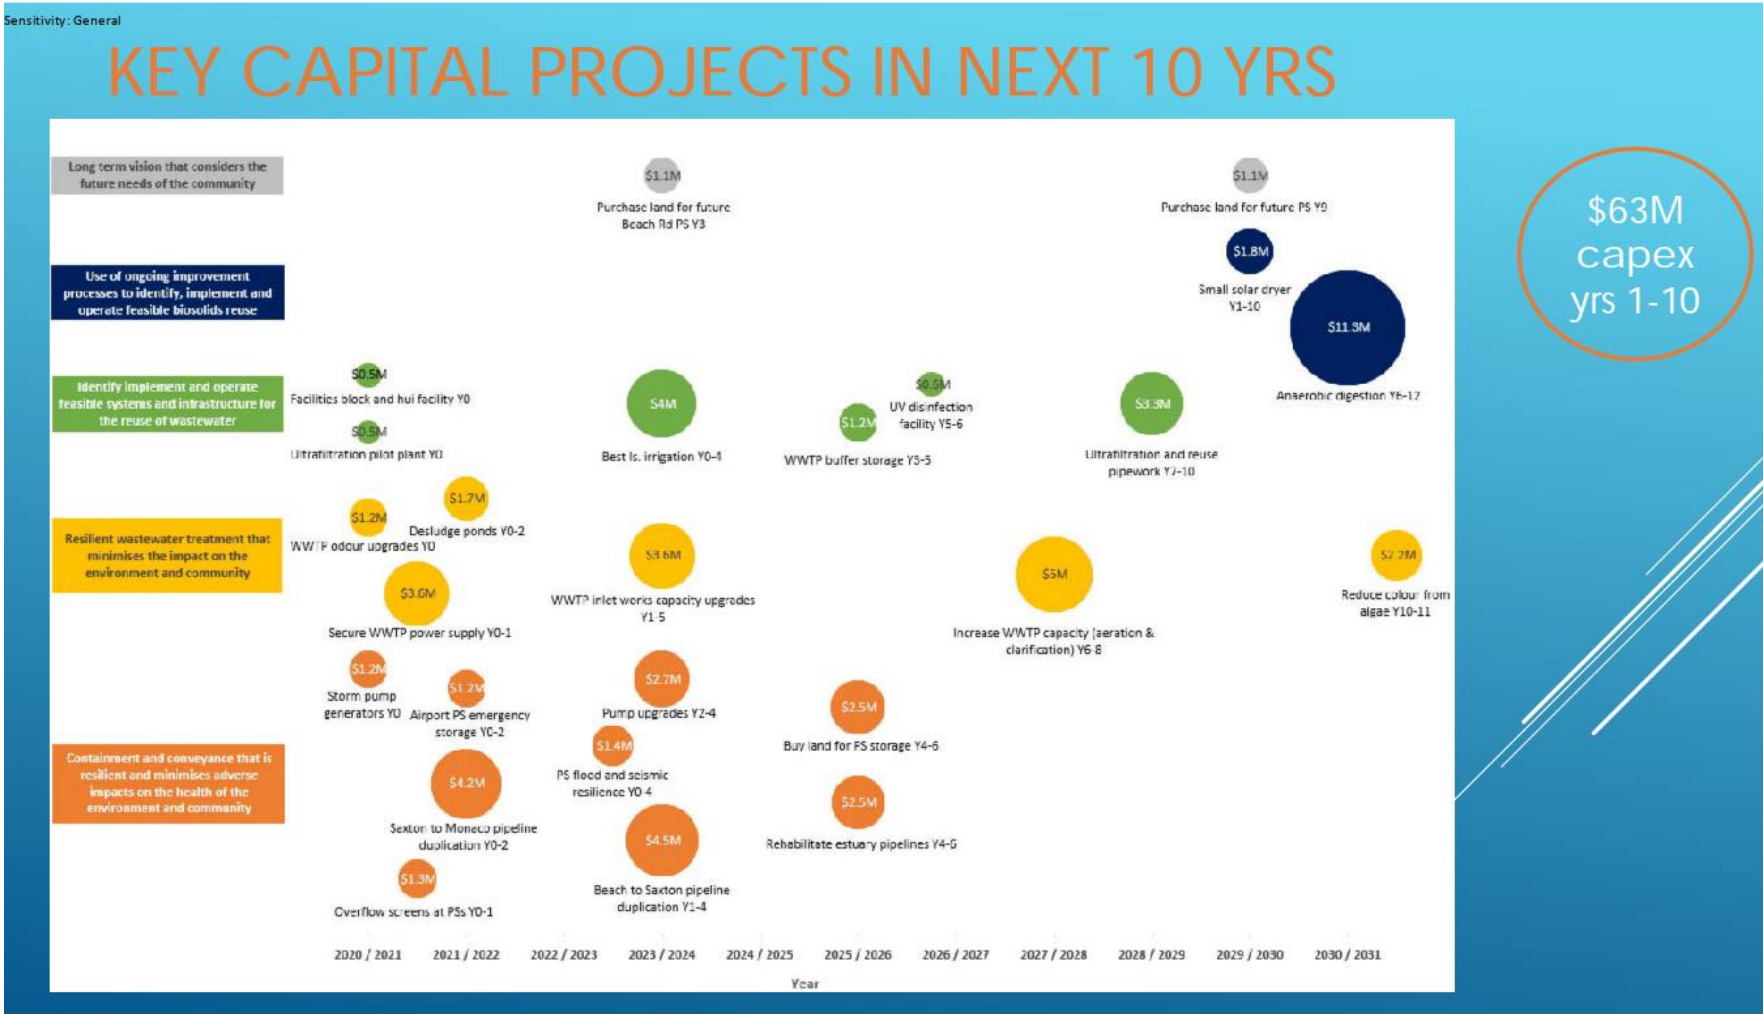 Sensitivity: General
KEY CAPITAL PROJECTS IN NEXT 10 YRS
$63M
capex
yrs 1-10
Long term vision that considers the
future needs of the community
$1.1M
Purchase land for future
Beach Rd PS Y3
$1.1M
Purchase land for future PS Y9
Use of ongoing improvement
processes to identify, implement and
operate feasible biosolids reuse
$1.8M
Small solar dryer
Y1-10
$11.3M
Anaerobic digestion Y6-12
Identify implement and operate
feasible systems and infrastructure for
the reuse of wastewater
$0.5M
Facilities block and hui facility Y0
$0.5M
Ultrafiltration pilot plant Y0
$4M
Best Is. irrigation Y0-4
$1.2M
WWTP buffer storage Y3-5
$0.5M
UV disinfection
facility Y5-6
$3.3M
Ultrafiltration and reuse
pipework Y7-10
Resilient wastewater treatment that
minimises the impact on the
environment and community
$1.2M
WWTP odour upgrades Y0
$1.7M
Desludge ponds Y0-2
$3.6M
Secure WWTP power supply Y0-1
$3.6M
WWTP inlet works capacity upgrades
Y1-5
$5M
Increase WWTP capacity (aeration &
clarification) Y6-8
$2.2M
Reduce colour from
algae Y10-11
Containment and conveyance that is
resilient and minimises adverse
impacts on the health of the
environment and community
$1.2M
Storm pump
generators Y0
$1.2M
Airport PS emergency
storage Y0-2
$4.2M
Saxton to Monaco pipeline
duplication Y0-2
$1.3M
Overflow screens at PSs Y0-1
$2.7M
Pump upgrades Y2-4
$1.4M
PS flood and seismic
resilience Y0-4
$4.5M
Beach to Saxton pipeline
duplication Y1-4
$2.5M
Buy land for PS storage Y4-6
$2.5M
Rehabilitate estuary pipelines Y4-6
2020 / 2021 2021 / 2022 2022 / 2023 2023 / 2024 2024 / 2025 2025 / 2026 2026 / 2027 2027 / 2028 2028 / 2029 2029 / 2030 2030 / 2031
Year